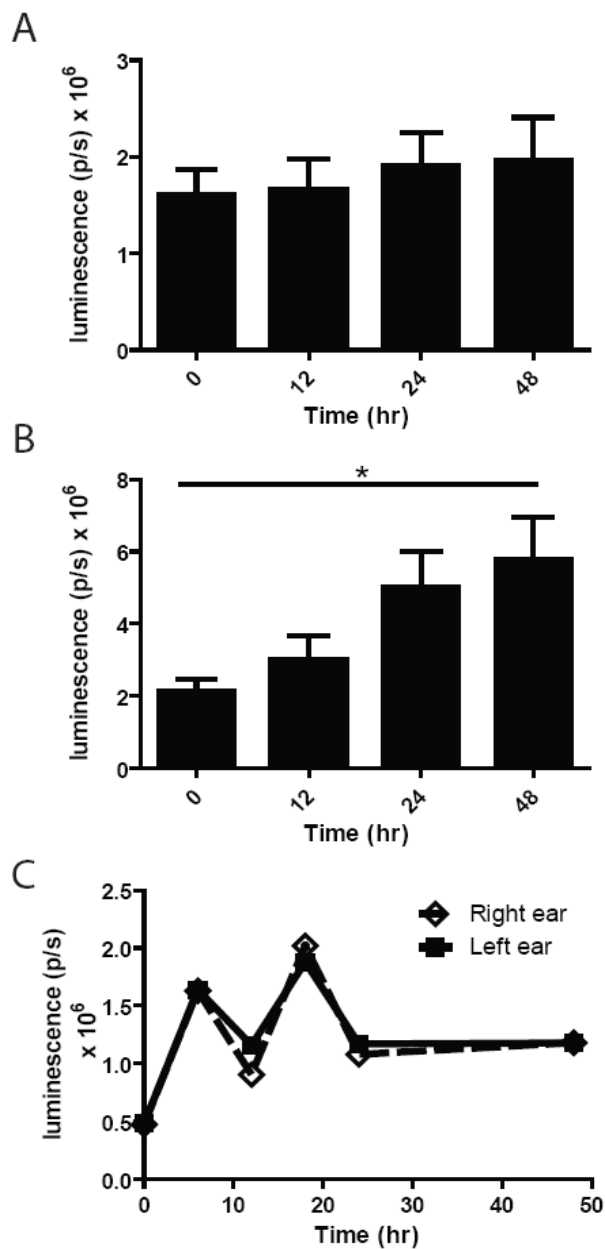 A
luminescence (p/s) x 10⁶
3
2
1
0
0 12 24 48
Time (hr)
B
luminescence (p/s) x 10⁶
*
8
6
4
2
0
0 12 24 48
Time (hr)
C
luminescence (p/s)
x 10⁶
2.5
2.0
1.5
1.0
0.5
0.0
Right ear
Left ear
0 10 20 30 40 50
Time (hr)